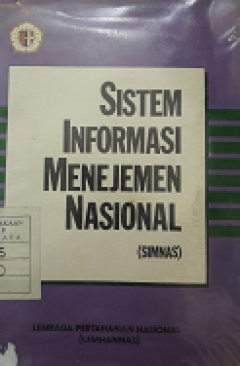 SISTEM
INFORMASI
MENEJEMEN
NASIONAL
(SIMNAS)
LEMBAGA PERTAHANAN NASIONAL
(LEMHANNAS)